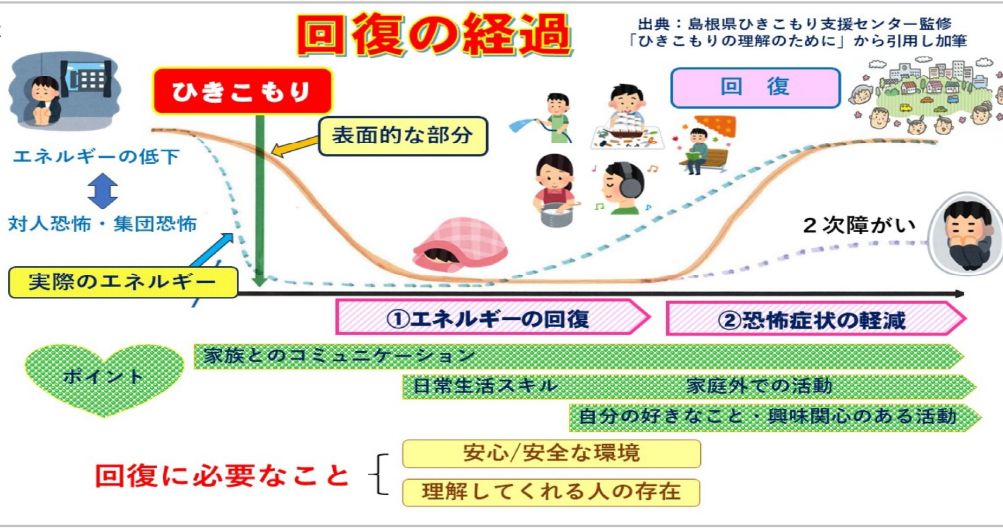 回復の経過
出典：島根県ひきこもり支援センター監修
「ひきこもりの理解のために」から引用し加筆
ひきこもり
回　復
表面的な部分
エネルギーの低下
対人恐怖・集団恐怖
２次障がい
実際のエネルギー
①エネルギーの回復
②恐怖症状の軽減
ポイント
家族とのコミュニケーション
日常生活スキル
家庭外での活動
自分の好きなこと・興味関心のある活動
回復に必要なこと
安心/安全な環境
理解してくれる人の存在